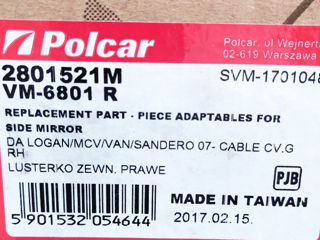 Polcar
Polcar, ul. Wejnerta
02-619 Warszawa
2801521M
SVM-1701048
VM-6801 R
REPLACEMENT PART - PIECE ADAPTABLES FOR
SIDE MIRROR
DA LOGAN/MCV/VAN/SANDERO 07- CABLE CV.G
RH
LUSTERKO ZEWN. PRAWE
PJB
MADE IN TAIWAN
2017.02.15.
5 901532 054644